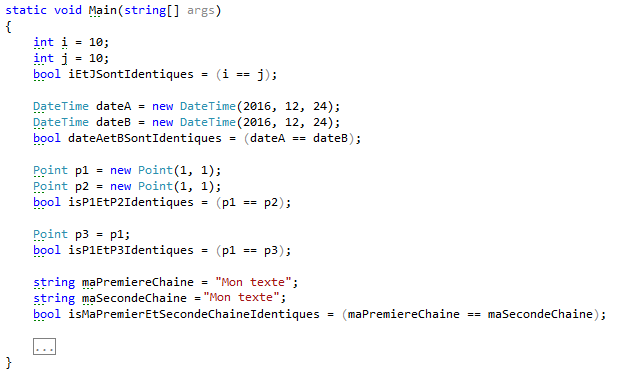 static void Main(string[] args)
{
    int i = 10;
    int j = 10;
    bool iEtJSontIdentiques = (i == j);

    DateTime dateA = new DateTime(2016, 12, 24);
    DateTime dateB = new DateTime(2016, 12, 24);
    bool dateAetBSontIdentiques = (dateA == dateB);

    Point p1 = new Point(1, 1);
    Point p2 = new Point(1, 1);
    bool isP1EtP2Identiques = (p1 == p2);

    Point p3 = p1;
    bool isP1EtP3Identiques = (p1 == p3);

    string maPremiereChaine = "Mon texte";
    string maSecondeChaine ="Mon texte";
    bool isMaPremierEtSecondeChaineIdentiques = (maPremiereChaine == maSecondeChaine);

    ...
}